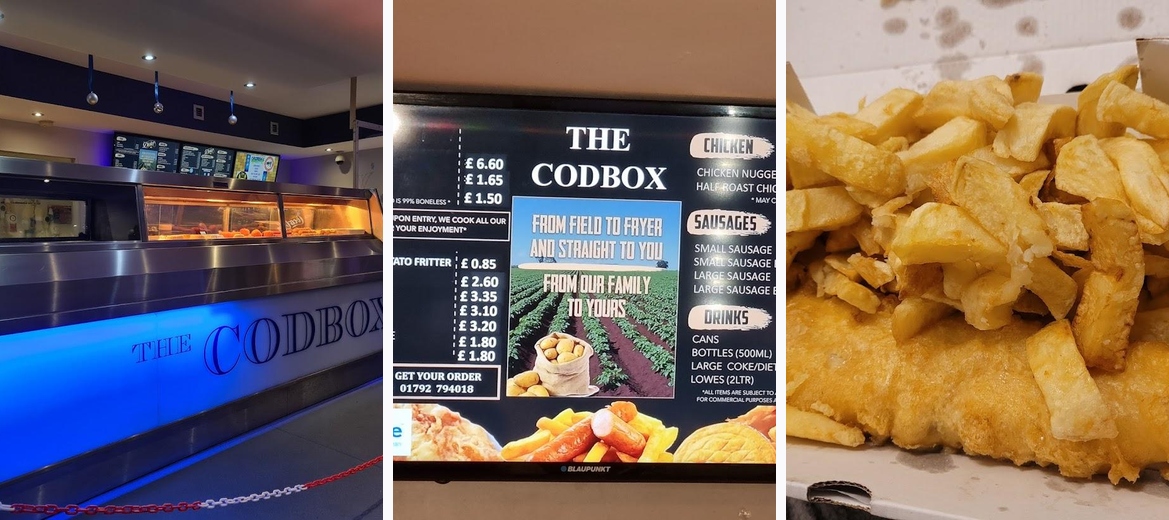 THE CODBOX
£ 6.60
£ 1.65
£ 1.50
IS 99% BONELESS *
UPON ENTRY, WE COOK ALL OUR
YOUR ENJOYMENT*
FRITTER £ 0.85
£ 2.60
£ 3.35
£ 3.10
£ 3.20
£ 1.80
£ 1.80
GET YOUR ORDER
01792 794018
THE
CODBOX
FROM FIELD TO FRYER
AND STRAIGHT TO YOU
FROM OUR FAMILY
TO YOURS
CHICKEN
CHICKEN NUGGE
HALF ROAST CHIC
SAUSAGES
SMALL SAUSAGE
SMALL SAUSAGE
LARGE SAUSAGE
LARGE SAUSAGE
DRINKS
CANS
BOTTLES (500ML)
LARGE COKE/DIET
LOWES (2LTR)
*ALL ITEMS ARE SUBJECT TO
FOR COMMERCIAL PURPOSES
BLAUPUNKT